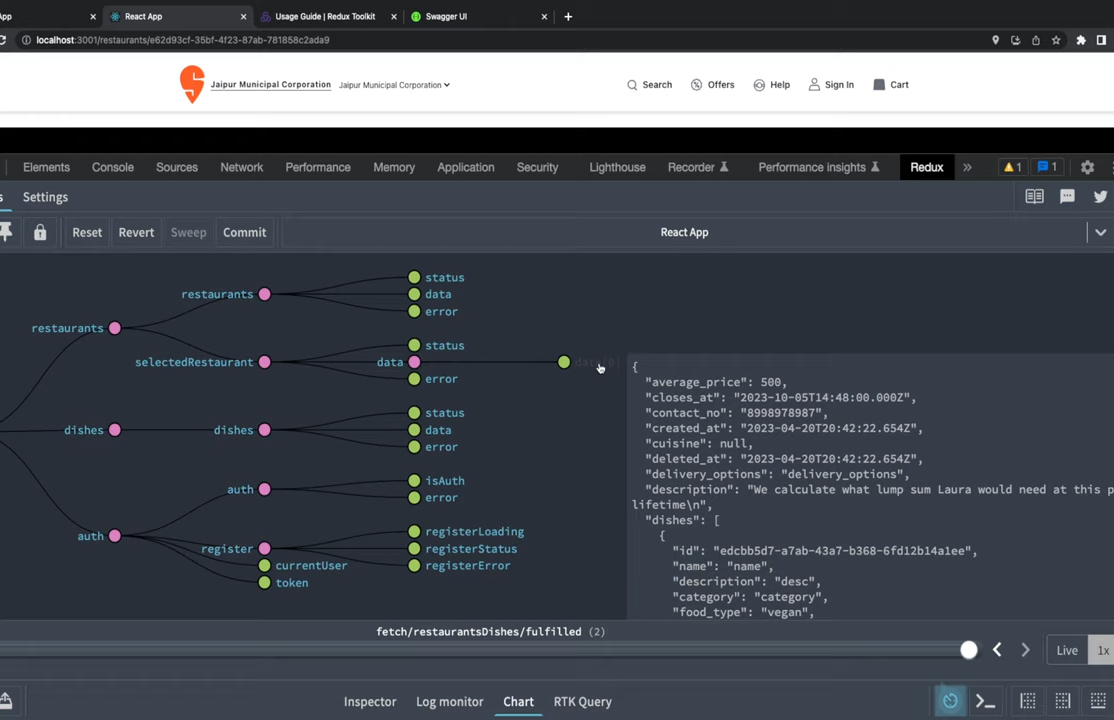 App
React App
Usage Guide | Redux Toolkit
Swagger UI
localhost:3001/restaurants/e62d93cf-35bf-4f23-87ab-781858c2ada9
Jaipur Municipal Corporation Jaipur Municipal Corporation Search Offers Help Sign In Cart
Elements Console Sources Network Performance Memory Application Security Lighthouse Recorder Performance insights Redux » 1 1
s Settings
Reset Revert Sweep Commit React App
status
restaurants data
error
restaurants
status
selectedRestaurant data data[0]
error
status
dishes dishes data
error
isAuth
auth
error
registerLoading
auth register registerStatus
currentUser registerError
token
{
"average_price": 500,
"closes_at": "2023-10-05T14:48:00.000Z",
"contact_no": "8998978987",
"created_at": "2023-04-20T20:42:22.654Z",
"cuisine": null,
"deleted_at": "2023-04-20T20:42:22.654Z",
"delivery_options": "delivery_options",
"description": "We calculate what lump sum Laura would need at this p
lifetime\n",
"dishes": [
{
"id": "edcbb5d7-a7ab-43a7-b368-6fd12b14a1ee",
"name": "name",
"description": "desc",
"category": "category",
"food_type": "vegan",
fetch/restaurantsDishes/fulfilled (2)
Live 1x
Inspector Log monitor Chart RTK Query